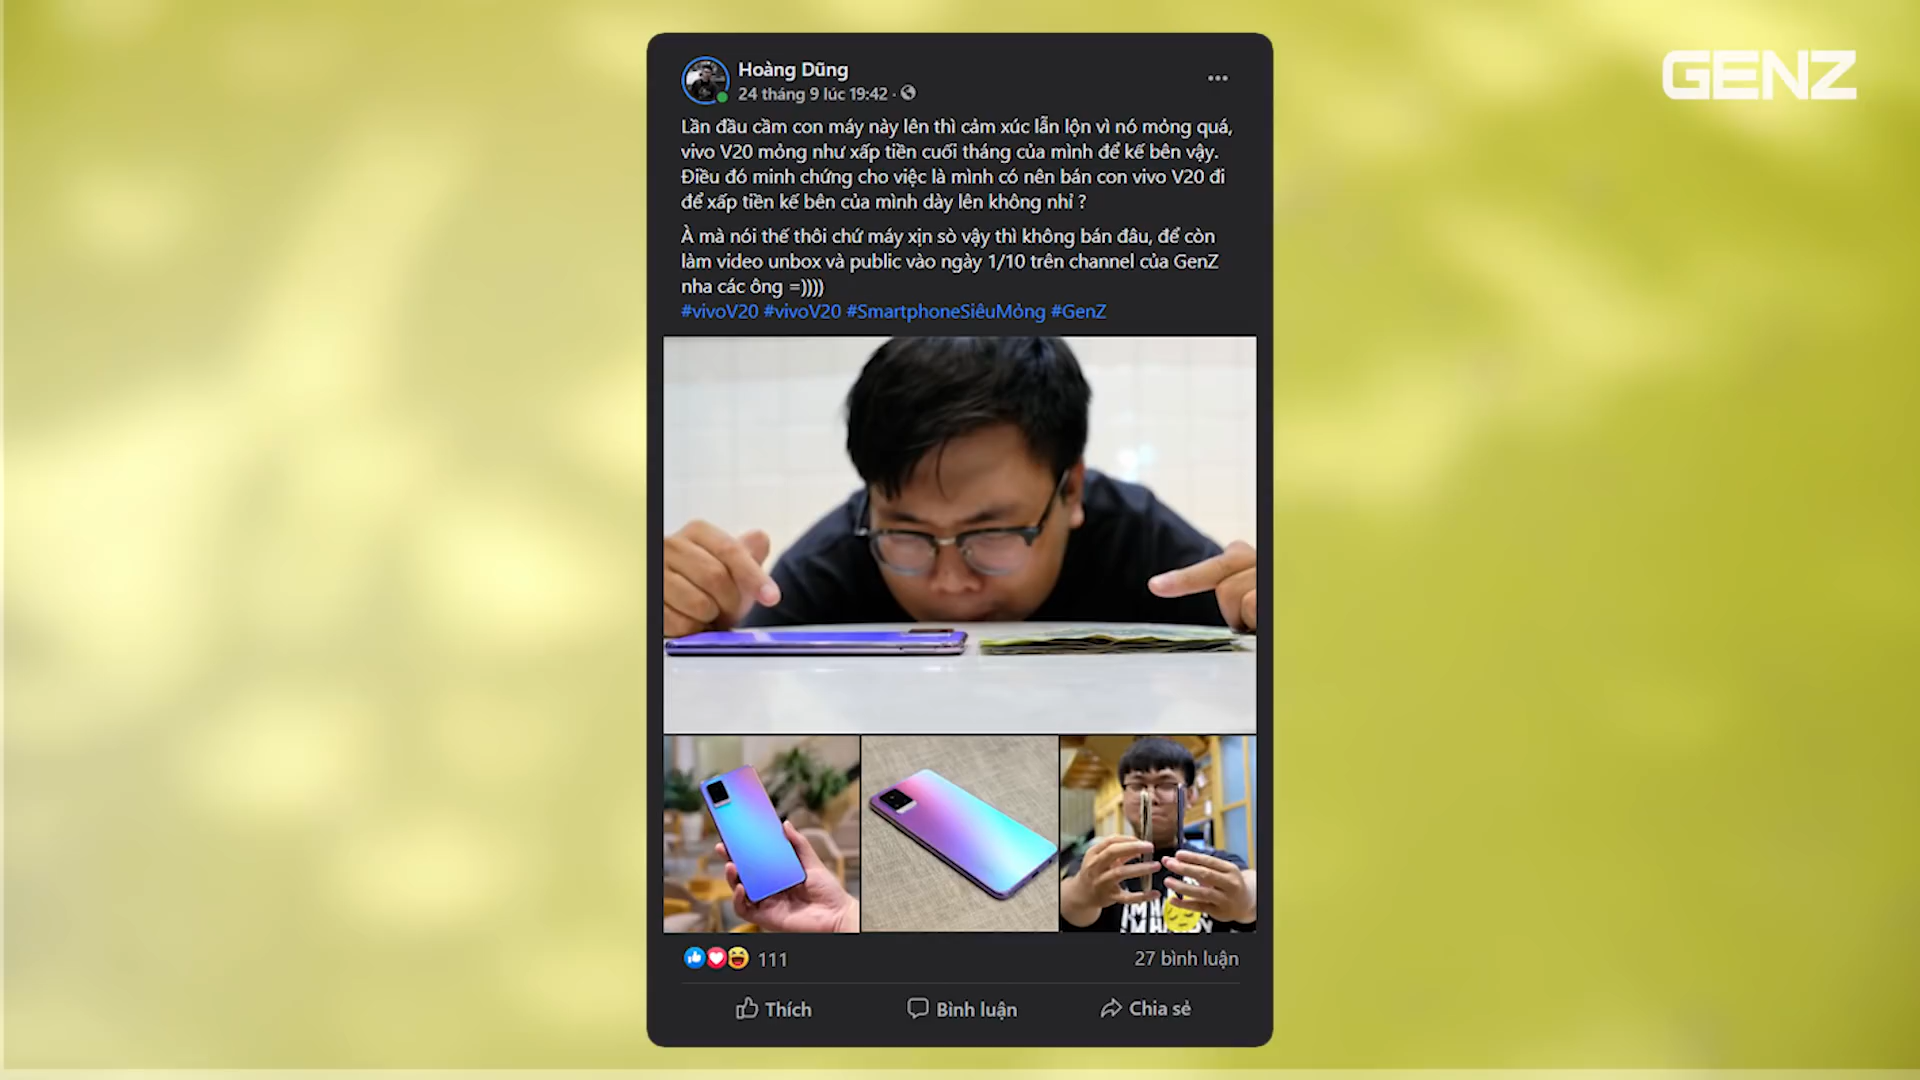 GENZ
Hoàng Dũng
24 tháng 9 lúc 19:42 ·
Lần đầu cầm con máy này lên thì cảm xúc lẫn lộn vì nó mỏng quá,
vivo V20 mỏng như xấp tiền cuối tháng của mình để kế bên vậy.
Điều đó minh chứng cho việc là mình có nên bán con vivo V20 đi
để xấp tiền kế bên của mình dày lên không nhỉ ?
À mà nói thế thôi chứ máy xịn sò vậy thì không bán đâu, để còn
làm video unbox và public vào ngày 1/10 trên channel của GenZ
nha các ông =))))
#vivoV20 #vivoV20 #SmartphoneSiêuMỏng #GenZ
111
27 bình luận
Thích
Bình luận
Chia sẻ